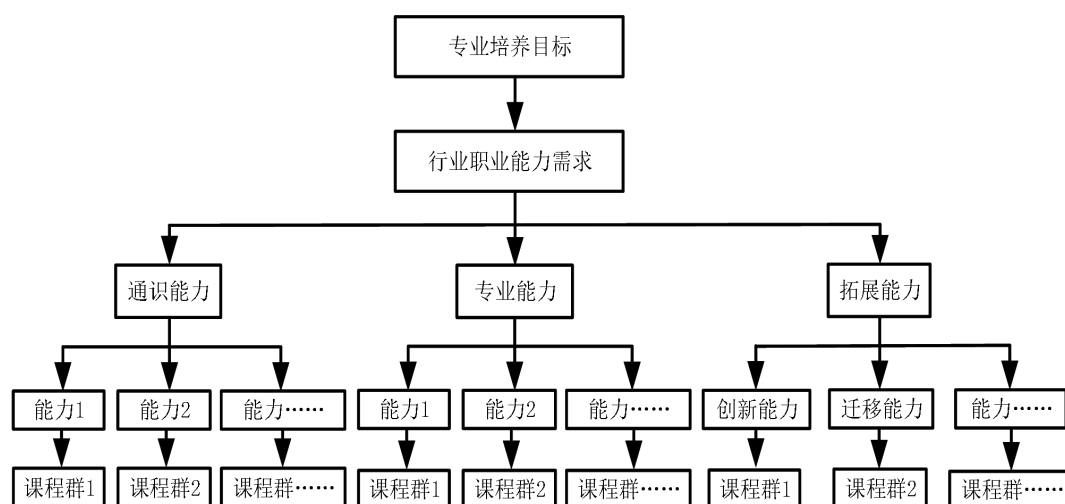 专业培养目标
行业职业能力需求
通识能力
专业能力
拓展能力
能力1
能力2
能力……
能力1
能力2
能力……
创新能力
迁移能力
能力……
课程群1
课程群2
课程群……
课程群1
课程群2
课程群……
课程群1
课程群2
课程群……